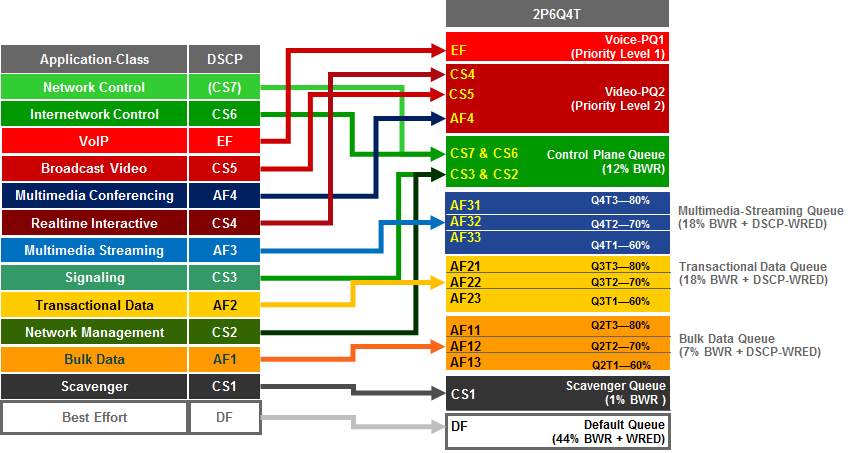 2P6Q4T
Application-Class DSCP
Network Control (CS7)
Internetwork Control CS6
VoIP EF
Broadcast Video CS5
Multimedia Conferencing AF4
Realtime Interactive CS4
Multimedia Streaming AF3
Signaling CS3
Transactional Data AF2
Network Management CS2
Bulk Data AF1
Scavenger CS1
Best Effort DF
EF Voice-PQ1
(Priority Level 1)
CS4
CS5 Video-PQ2
(Priority Level 2)
AF4
CS7 & CS6 Control Plane Queue
(12% BWR)
CS3 & CS2
AF31 Q4T3—80%
AF32 Q4T2—70%
AF33 Q4T1—60%
Multimedia-Streaming Queue
(18% BWR + DSCP-WRED)
AF21 Q3T3—80%
AF22 Q3T2—70%
AF23 Q3T1—60%
Transactional Data Queue
(18% BWR + DSCP-WRED)
AF11 Q2T3—80%
AF12 Q2T2—70%
AF13 Q2T1—60%
Bulk Data Queue
(7% BWR + DSCP-WRED)
CS1 Scavenger Queue
(1% BWR )
DF Default Queue
(44% BWR + WRED)